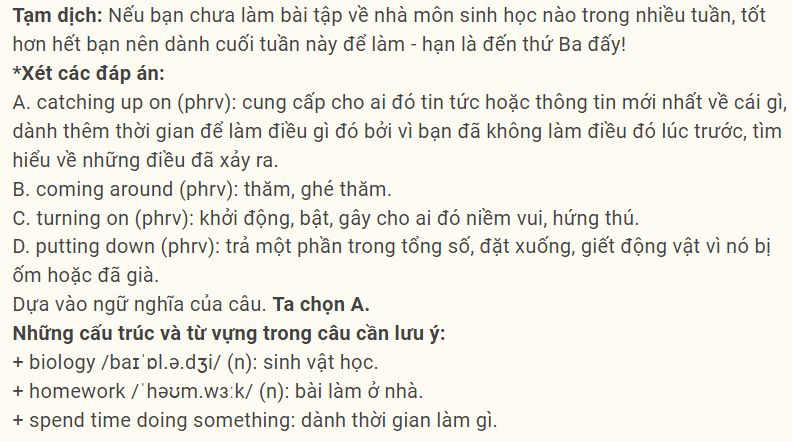 Tạm dịch: Nếu bạn chưa làm bài tập về nhà môn sinh học nào trong nhiều tuần, tốt
hơn hết bạn nên dành cuối tuần này để làm - hạn là đến thứ Ba đấy!
*Xét các đáp án:
A. catching up on (phrv): cung cấp cho ai đó tin tức hoặc thông tin mới nhất về cái gì,
dành thêm thời gian để làm điều gì đó bởi vì bạn đã không làm điều đó lúc trước, tìm
hiểu về những điều đã xảy ra.
B. coming around (phrv): thăm, ghé thăm.
C. turning on (phrv): khởi động, bật, gây cho ai đó niềm vui, hứng thú.
D. putting down (phrv): trả một phần trong tổng số, đặt xuống, giết động vật vì nó bị
ốm hoặc đã già.
Dựa vào ngữ nghĩa của câu. Ta chọn A.
Những cấu trúc và từ vựng trong câu cần lưu ý:
+ biology /baɪˈɒl.ə.dʒi/ (n): sinh vật học.
+ homework /ˈhəʊm.wɜːk/ (n): bài làm ở nhà.
+ spend time doing something: dành thời gian làm gì.